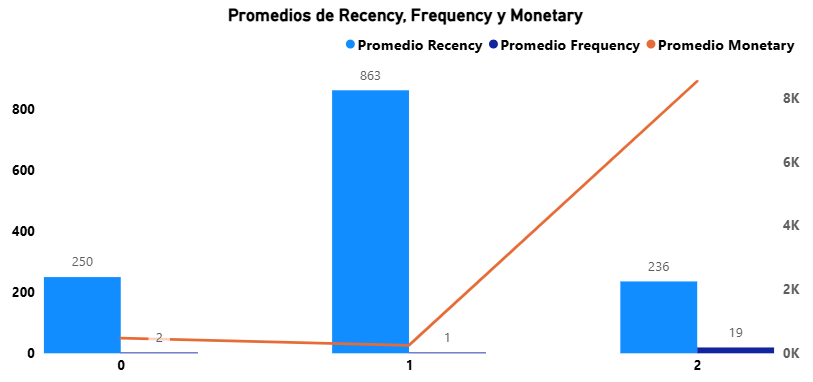 Promedios de Recency, Frequency y Monetary
Promedio Recency Promedio Frequency Promedio Monetary
863
800 8K
600 6K
400 4K
250 236
200 2K
2 1 19
0 0K
0 1 2